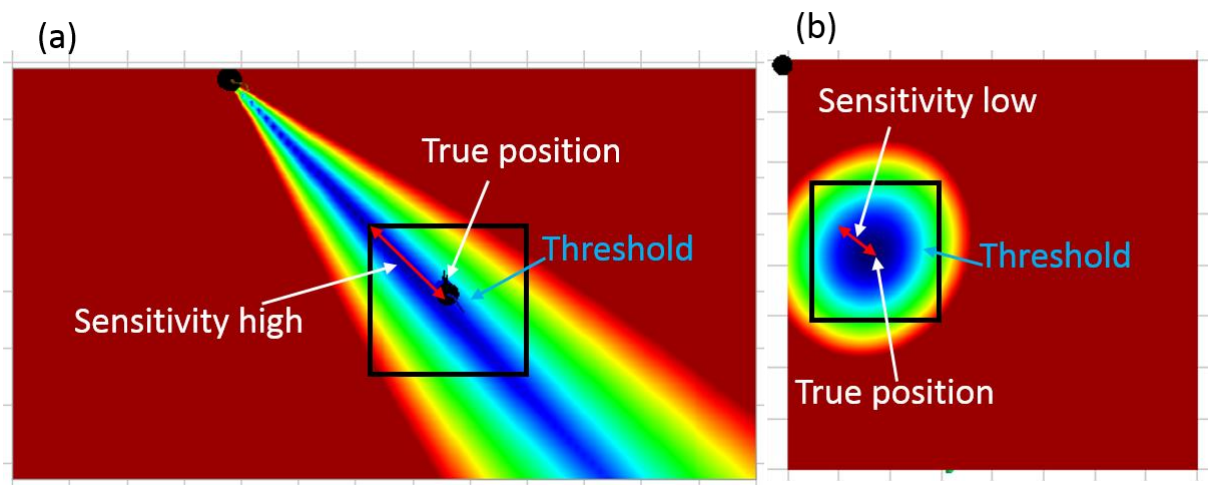 (a)
True position
Threshold
Sensitivity high
(b)
Sensitivity low
Threshold
True position